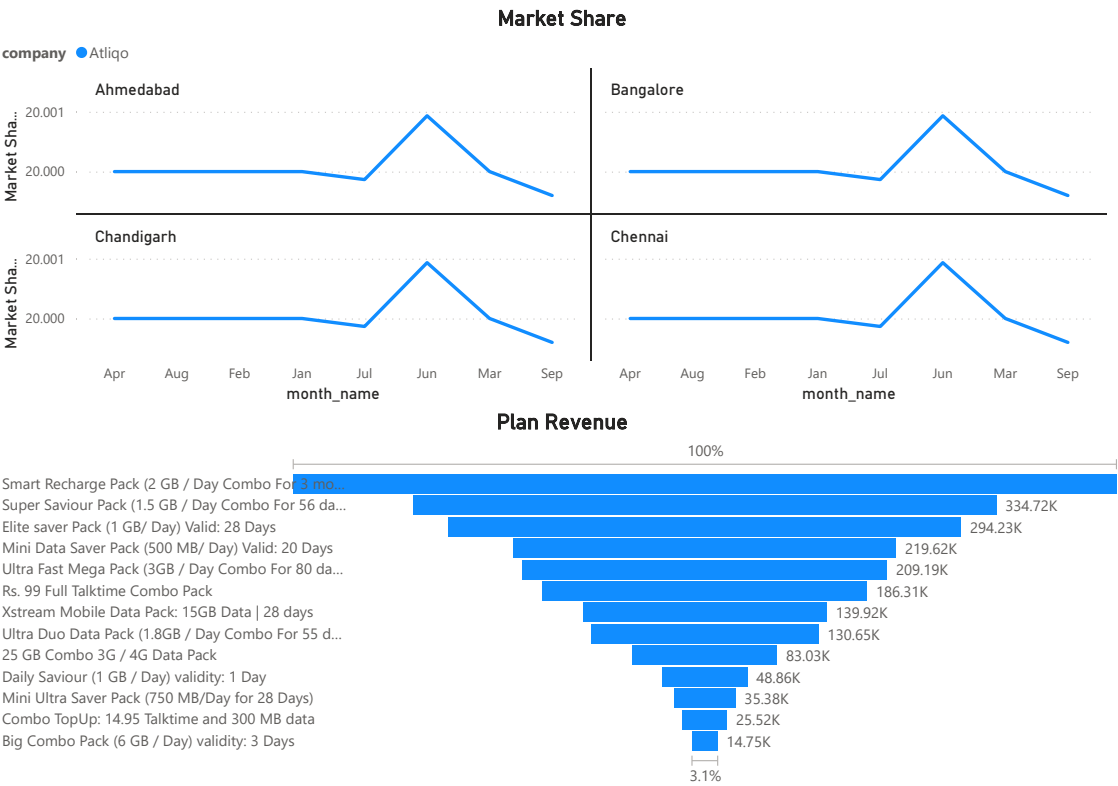 Market Share
company Atliqo
Ahmedabad
Bangalore
Market Sha...
20.001
20.000
Chandigarh
Chennai
Market Sha...
20.001
20.000
Apr Aug Feb Jan Jul Jun Mar Sep
Apr Aug Feb Jan Jul Jun Mar Sep
month_name
month_name
Plan Revenue
100%
Smart Recharge Pack (2 GB / Day Combo For 3 mo...
Super Saviour Pack (1.5 GB / Day Combo For 56 da... 334.72K
Elite saver Pack (1 GB/ Day) Valid: 28 Days 294.23K
Mini Data Saver Pack (500 MB/ Day) Valid: 20 Days 219.62K
Ultra Fast Mega Pack (3GB / Day Combo For 80 da... 209.19K
Rs. 99 Full Talktime Combo Pack 186.31K
Xstream Mobile Data Pack: 15GB Data | 28 days 139.92K
Ultra Duo Data Pack (1.8GB / Day Combo For 55 d... 130.65K
25 GB Combo 3G / 4G Data Pack 83.03K
Daily Saviour (1 GB / Day) validity: 1 Day 48.86K
Mini Ultra Saver Pack (750 MB/Day for 28 Days) 35.38K
Combo TopUp: 14.95 Talktime and 300 MB data 25.52K
Big Combo Pack (6 GB / Day) validity: 3 Days 14.75K
3.1%